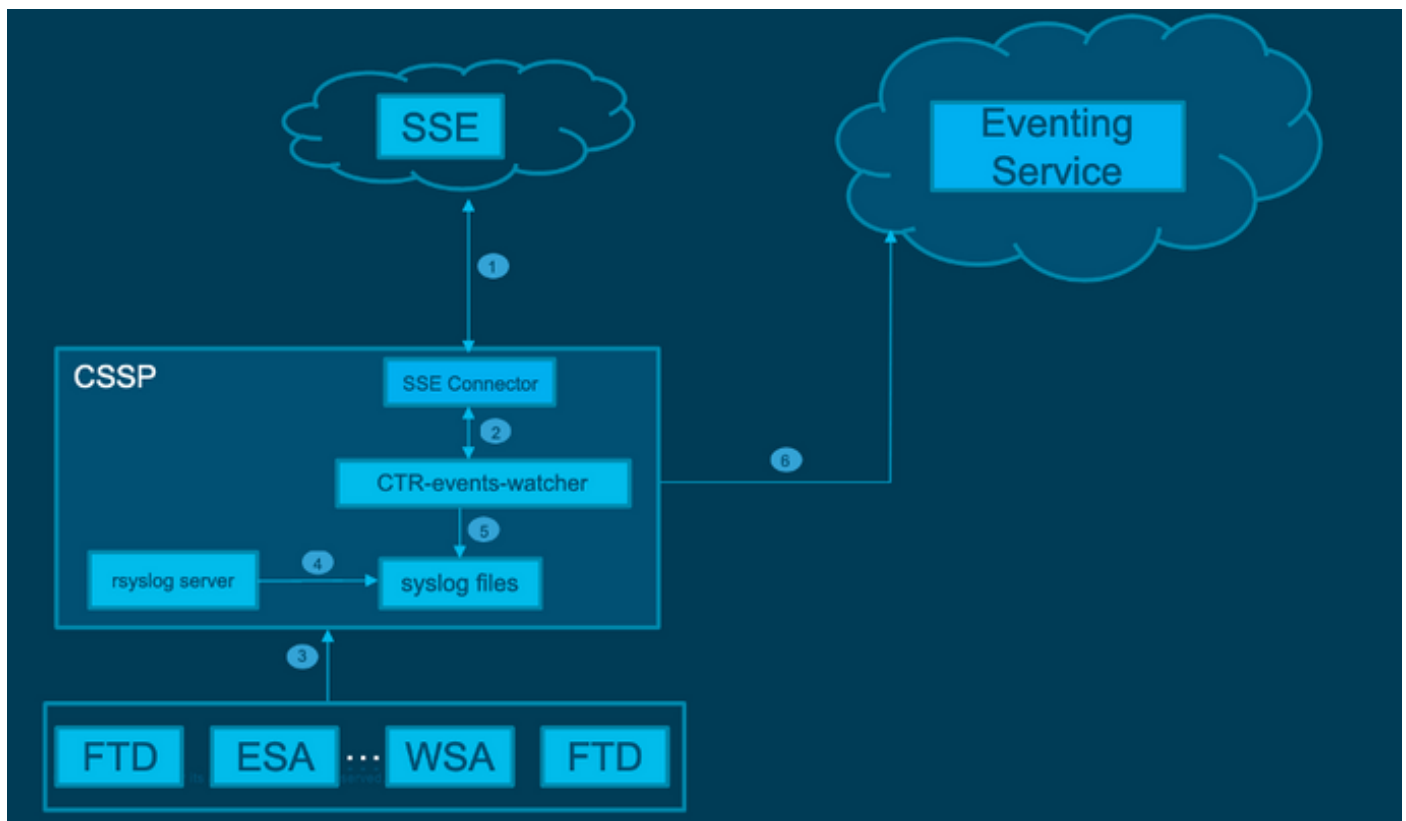 SSE
Eventing
Service
1
CSSP
SSE Connector
2
6
CTR-events-watcher
5
rsyslog server
4
syslog files
3
FTD
ESA
...
WSA
FTD